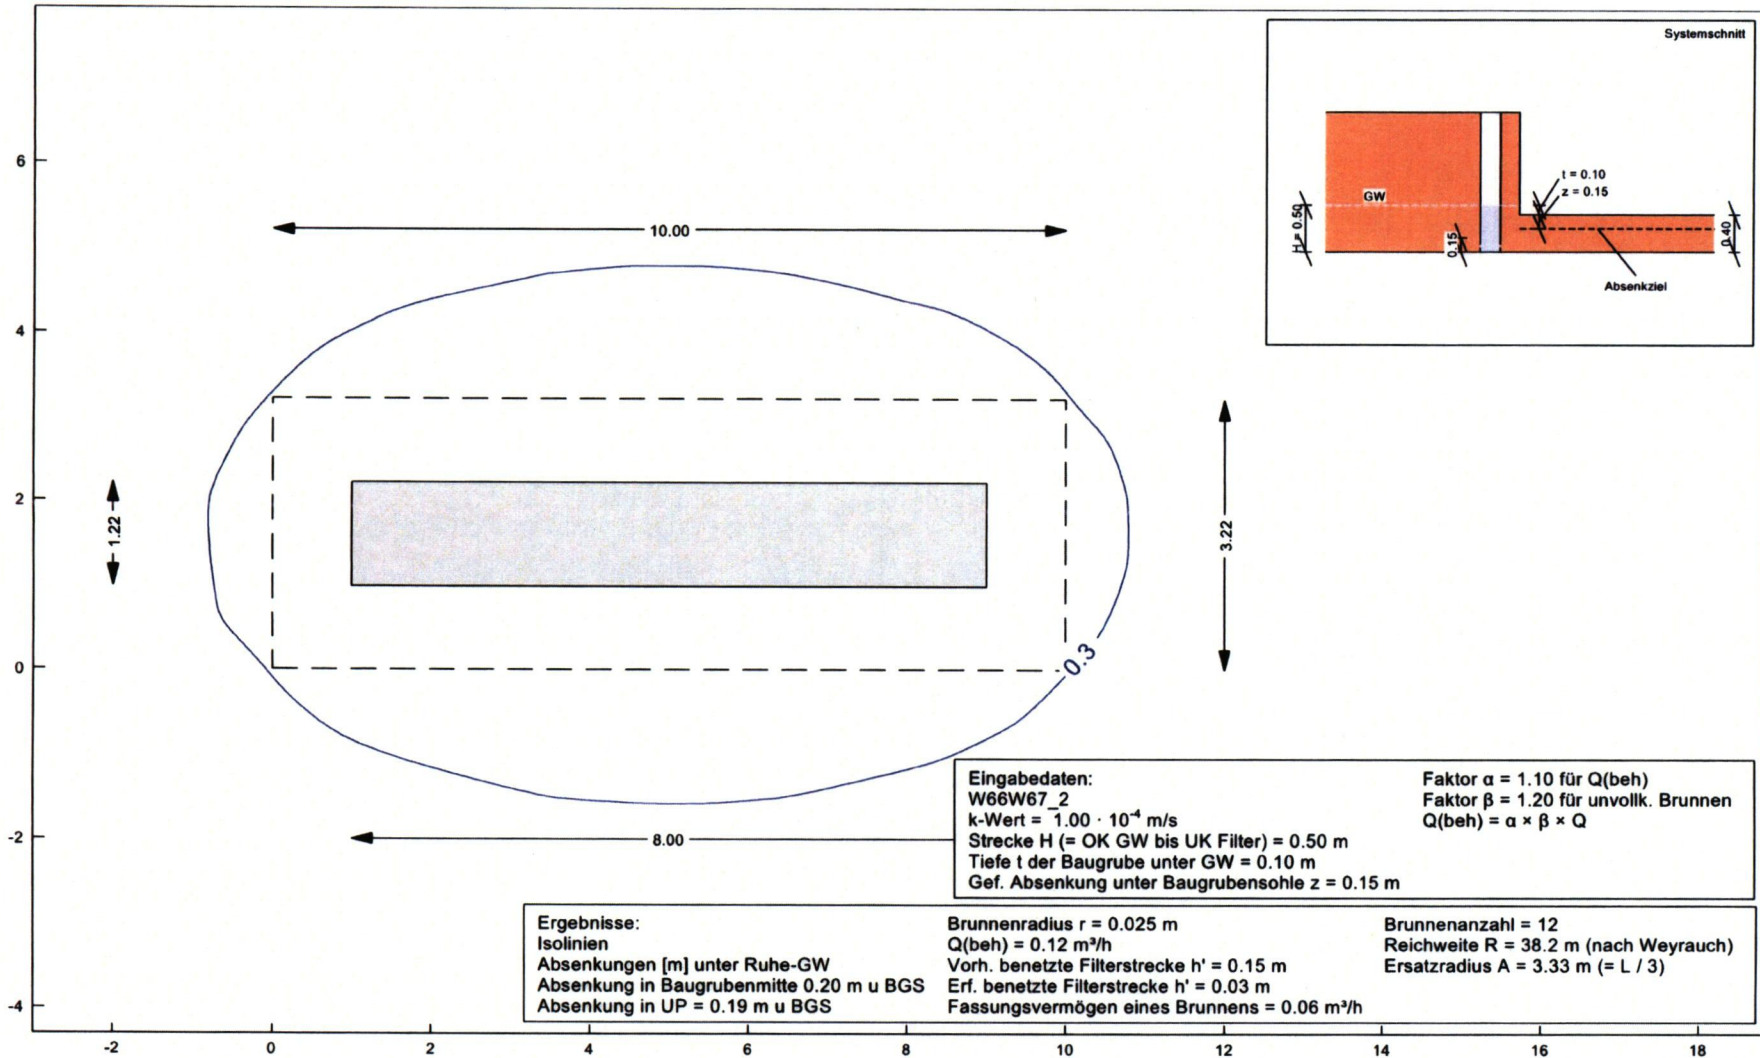 Systemschnitt
t = 0.10
z = 0.15
GW
H = 0.50
0.15
0.40
Absenkziel
6
4
2
0
-2
-4
10.00
1.22
3.22
0.3
8.00
Eingabedaten:
W66W67_2
k-Wert = 1.00 · 10⁻⁴ m/s
Strecke H (= OK GW bis UK Filter) = 0.50 m
Tiefe t der Baugrube unter GW = 0.10 m
Gef. Absenkung unter Baugrubensohle z = 0.15 m
Faktor α = 1.10 für Q(beh)
Faktor β = 1.20 für unvollk. Brunnen
Q(beh) = α × β × Q
Ergebnisse:
Isolinien
Absenkungen [m] unter Ruhe-GW
Absenkung in Baugrubenmitte 0.20 m u BGS
Absenkung in UP = 0.19 m u BGS
Brunnenradius r = 0.025 m
Q(beh) = 0.12 m³/h
Vorh. benetzte Filterstrecke h' = 0.15 m
Erf. benetzte Filterstrecke h' = 0.03 m
Fassungsvermögen eines Brunnens = 0.06 m³/h
Brunnenanzahl = 12
Reichweite R = 38.2 m (nach Weyrauch)
Ersatzradius A = 3.33 m (= L / 3)
-2 0 2 4 6 8 10 12 14 16 18